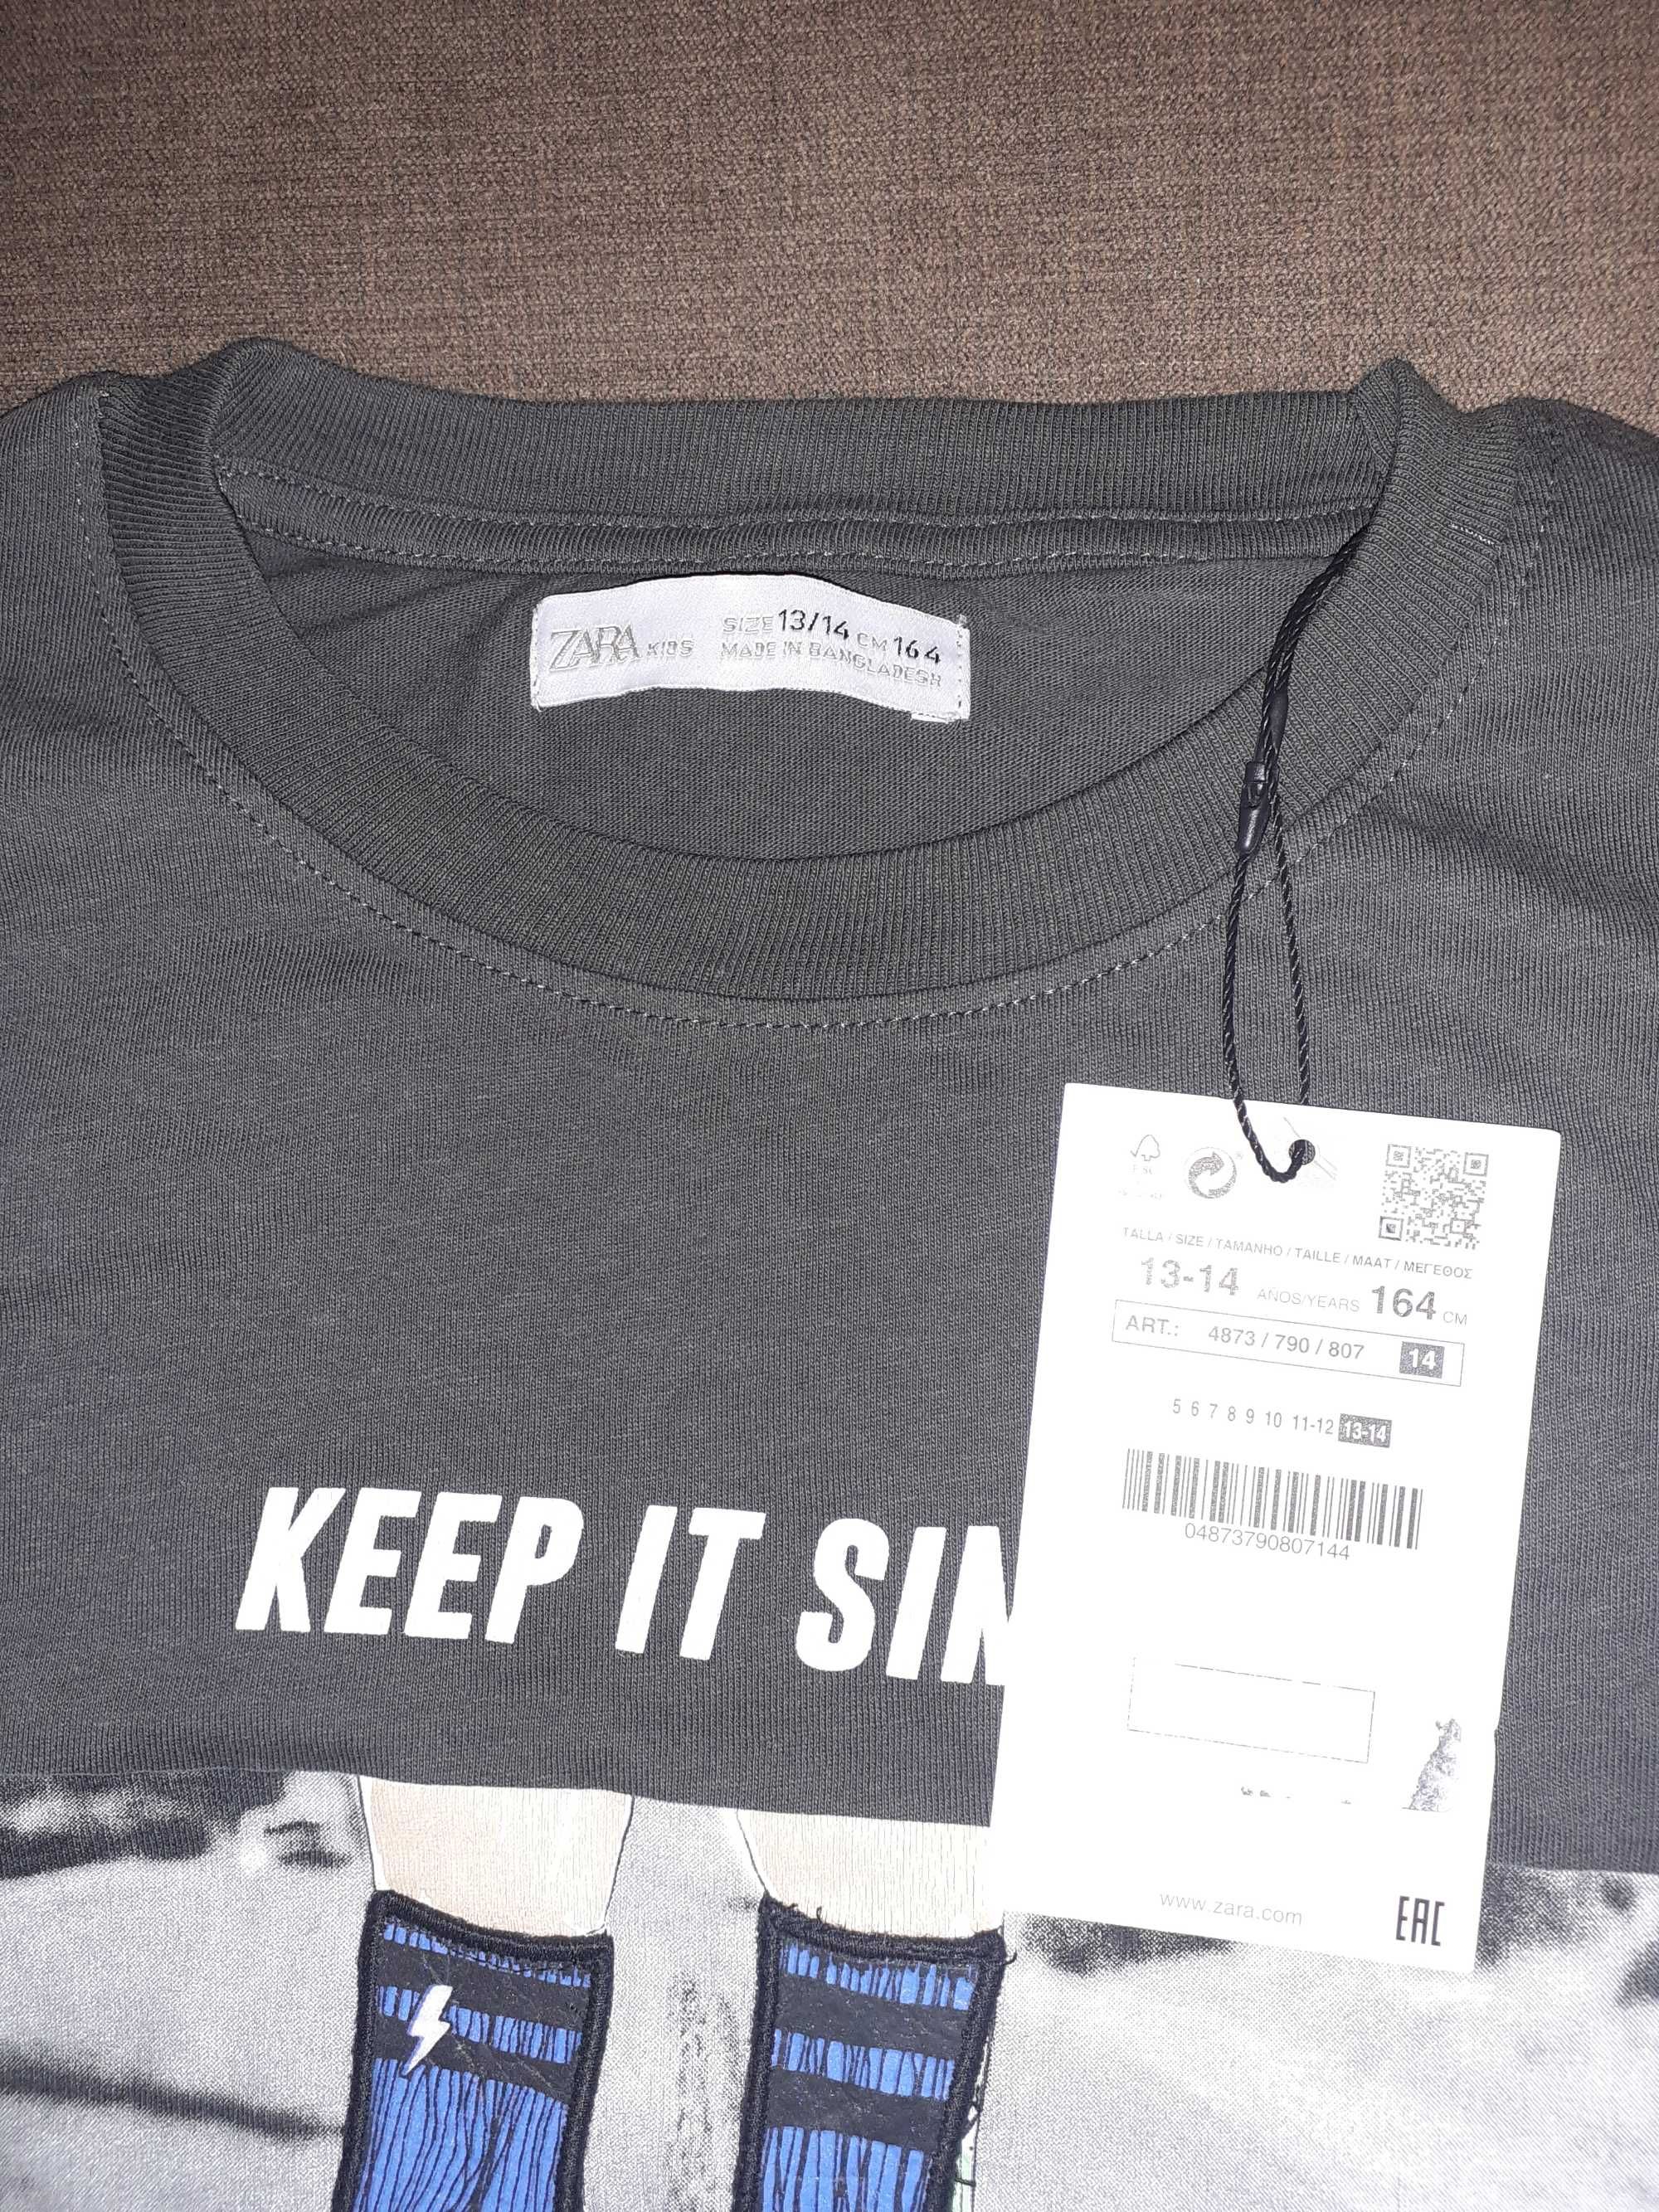 ZARA KIDS SIZE 13/14 CM 164
MADE IN BANGLADESH
TALLA / SIZE / TAMANHO / TAILLE / MAAT / ΜΕΓΕΘΟΣ
13-14 AÑOS/YEARS 164 CM
ART.: 4873 / 790 / 807 14
5 6 7 8 9 10 11-12 13-14
04873790807144
KEEP IT SIM
www.zara.com
EAC